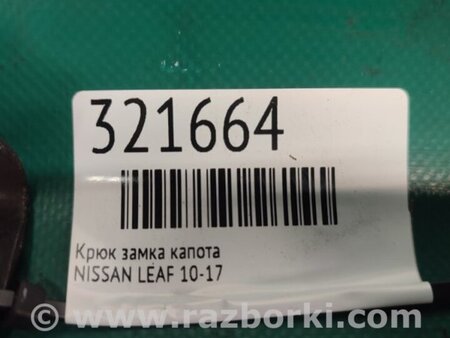 321664
Крюк замка капота
NISSAN LEAF 10-17
www.razborki.com